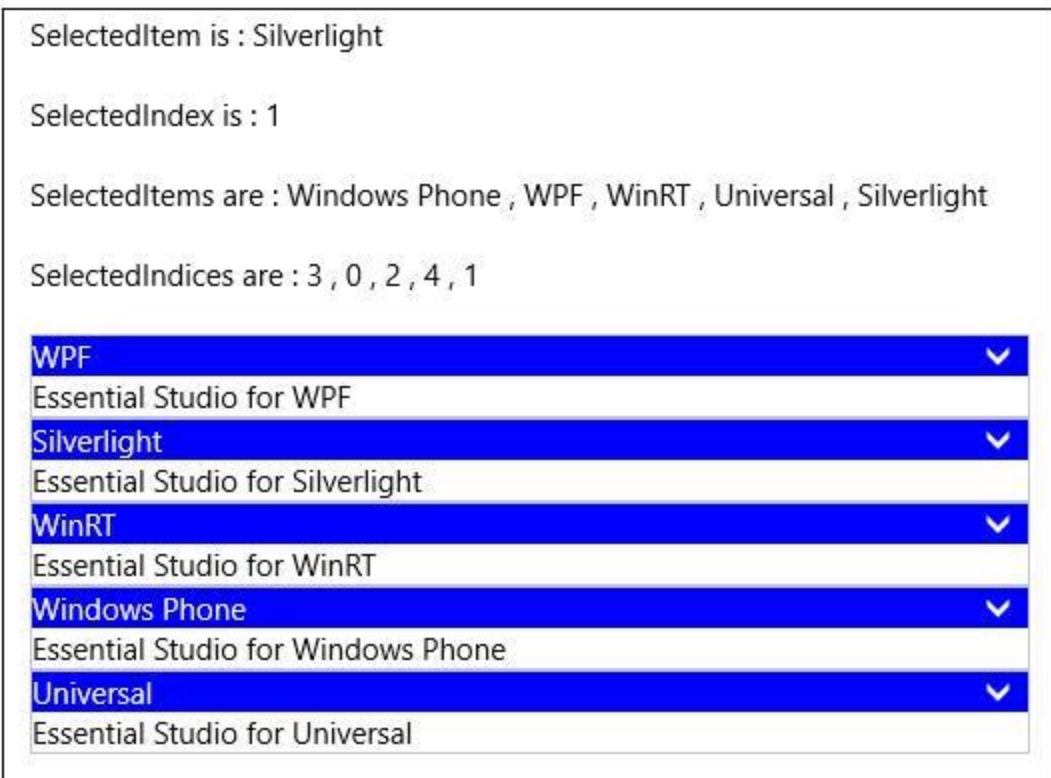 SelectedItem is : Silverlight
SelectedIndex is : 1
SelectedItems are : Windows Phone , WPF , WinRT , Universal , Silverlight
SelectedIndices are : 3 , 0 , 2 , 4 , 1
WPF
Essential Studio for WPF
Silverlight
Essential Studio for Silverlight
WinRT
Essential Studio for WinRT
Windows Phone
Essential Studio for Windows Phone
Universal
Essential Studio for Universal